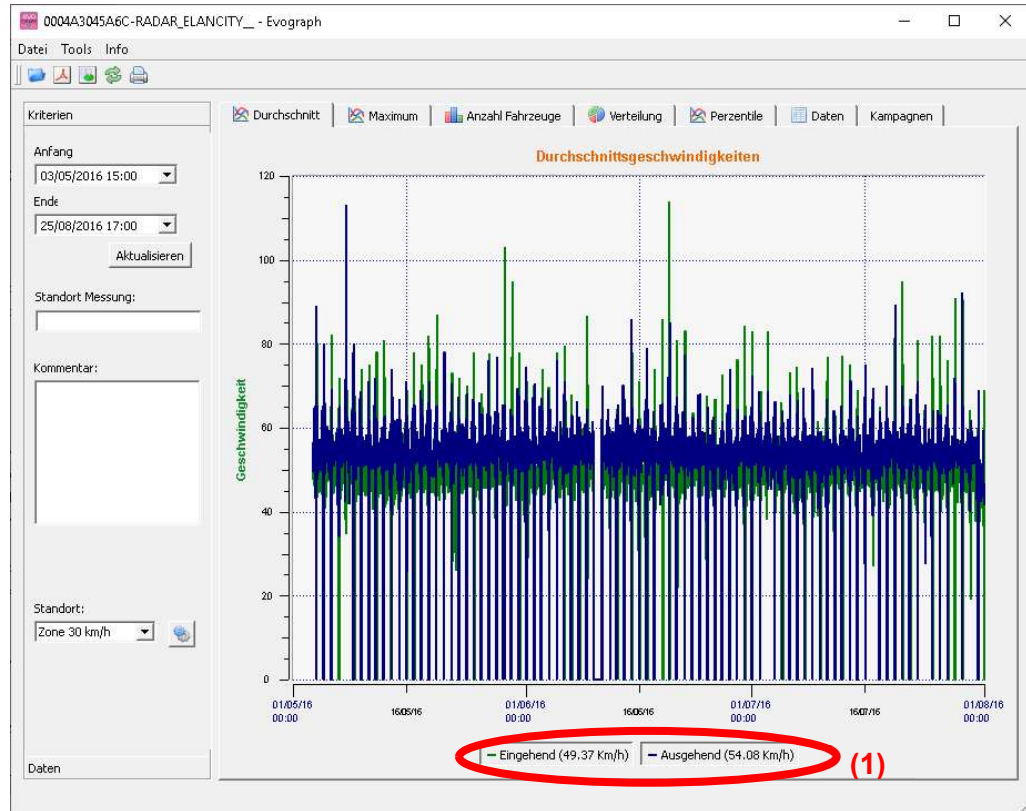 0004A3045A6C-RADAR_ELANCITY__ - Evograph
Datei Tools Info
Kriterien
Anfang
03/05/2016 15:00
Ende
25/08/2016 17:00
Aktualisieren
Standort Messung:
Kommentar:
Standort:
Zone 30 km/h
Daten
Durchschnitt Maximum Anzahl Fahrzeuge Verteilung Perzentile Daten Kampagnen
Durchschnittsgeschwindigkeiten
Geschwindigkeit
120
100
80
60
40
20
0
01/05/16 00:00
16/05/16
01/06/16 00:00
16/06/16
01/07/16 00:00
16/07/16
01/08/16 00:00
Eingehend (49.37 Km/h) Ausgehend (54.08 Km/h)
(1)